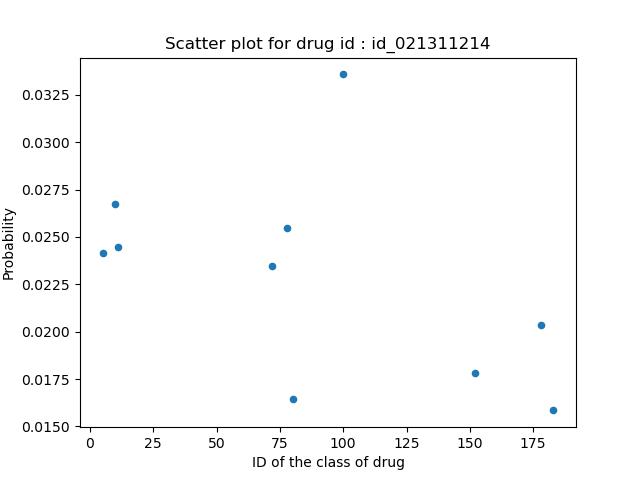 Scatter plot for drug id : id_021311214
0.0325
0.0300
0.0275
0.0250
0.0225
0.0200
0.0175
0.0150
Probability
0 25 50 75 100 125 150 175
ID of the class of drug